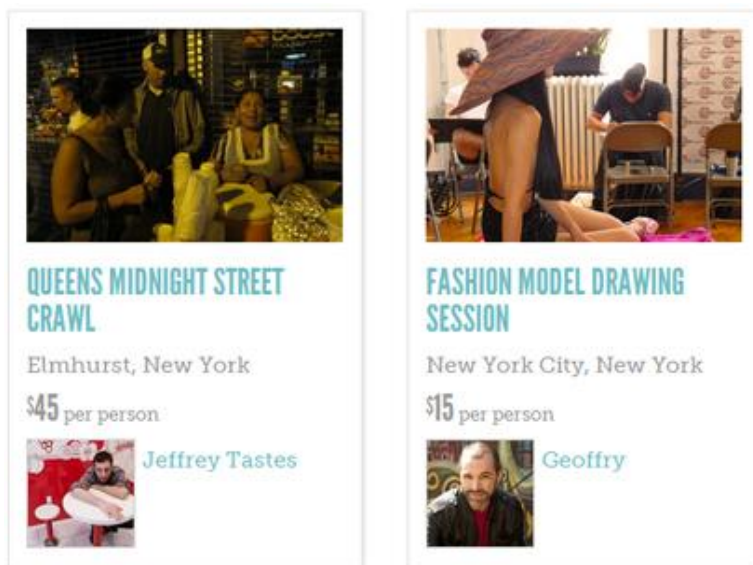 QUEENS MIDNIGHT STREET
CRAWL
Elmhurst, New York
$45 per person
Jeffrey Tastes
FASHION MODEL DRAWING
SESSION
New York City, New York
$15 per person
Geoffry